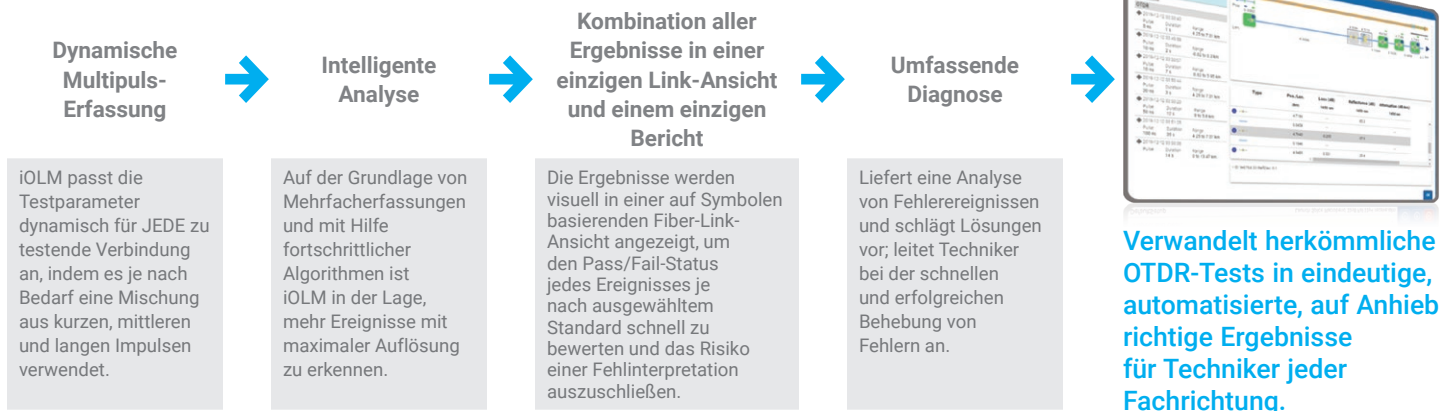 Dynamische
Multipuls-
Erfassung
iOLM passt die
Testparameter
dynamisch für JEDE zu
testende Verbindung
an, indem es je nach
Bedarf eine Mischung
aus kurzen, mittleren
und langen Impulsen
verwendet.
Intelligente
Analyse
Auf der Grundlage von
Mehrfacherfassungen
und mit Hilfe
fortschrittlicher
Algorithmen ist
iOLM in der Lage,
mehr Ereignisse mit
maximaler Auflösung
zu erkennen.
Kombination aller
Ergebnisse in einer
einzigen Link-Ansicht
und einem einzigen
Bericht
Die Ergebnisse werden
visuell in einer auf Symbolen
basierenden Fiber-Link-
Ansicht angezeigt, um
den Pass/Fail-Status
jedes Ereignisses je
nach ausgewähltem
Standard schnell zu
bewerten und das Risiko
einer Fehlinterpretation
auszuschließen.
Umfassende
Diagnose
Liefert eine Analyse
von Fehlerereignissen
und schlägt Lösungen
vor; leitet Techniker
bei der schnellen
und erfolgreichen
Behebung von
Fehlern an.
OTDR
Type
Verwandelt herkömmliche
OTDR-Tests in eindeutige,
automatisierte, auf Anhieb
richtige Ergebnisse
für Techniker jeder
Fachrichtung.